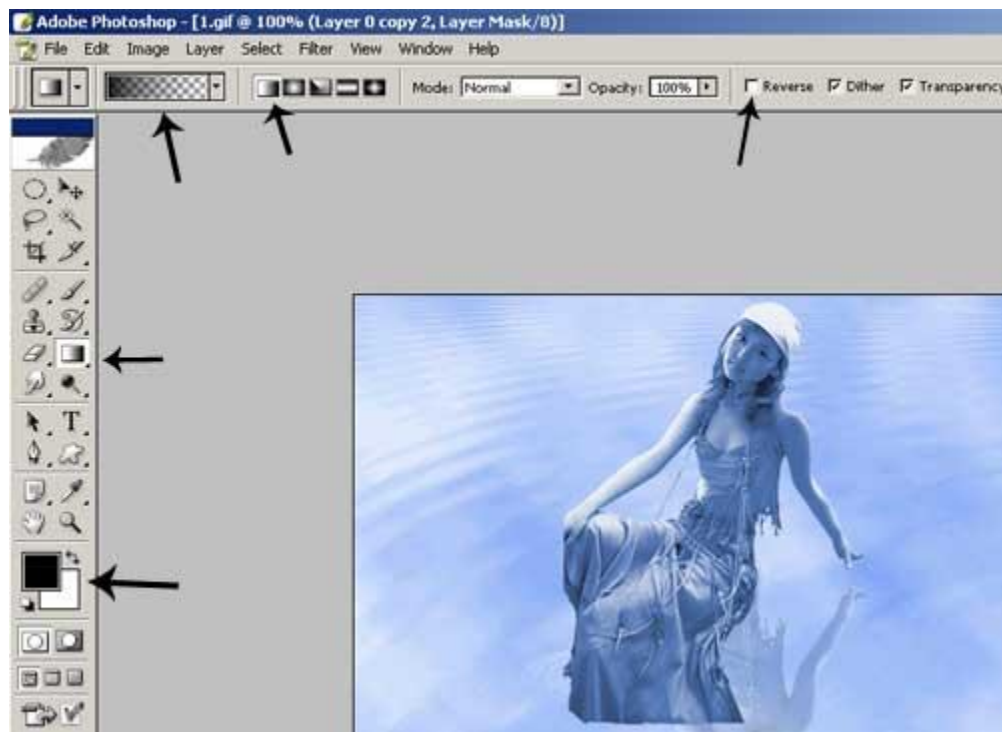 Adobe Photoshop - [1.gif @ 100% (Layer 0 copy 2, Layer Mask/8)]
File Edit Image Layer Select Filter View Window Help
Mode: Normal Opacity: 100% Reverse Dither Transparency
T